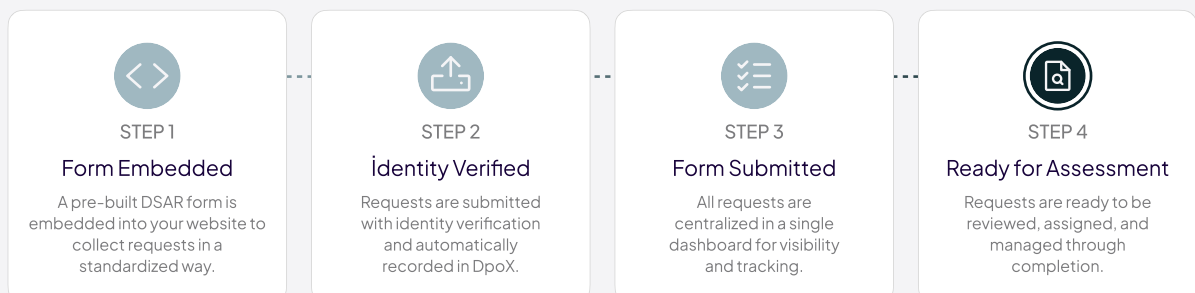 STEP 1
Form Embedded
A pre-built DSAR form is
embedded into your website to
collect requests in a
standardized way.
STEP 2
İdentity Verified
Requests are submitted
with identity verification
and automatically
recorded in DpoX.
STEP 3
Form Submitted
All requests are
centralized in a single
dashboard for visibility
and tracking.
STEP 4
Ready for Assessment
Requests are ready to be
reviewed, assigned, and
managed through
completion.